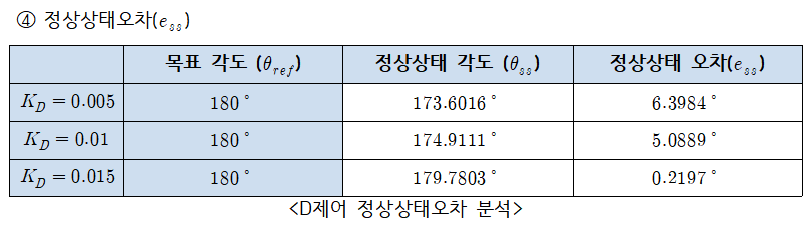 ④ 정상상태오차(e_{ss})
목표 각도 (θ_{ref}) 정상상태 각도 (θ_{ss}) 정상상태 오차(e_{ss})
K_D = 0.005 180° 173.6016° 6.3984°
K_D = 0.01 180° 174.9111° 5.0889°
K_D = 0.015 180° 179.7803° 0.2197°
<D제어 정상상태오차 분석>